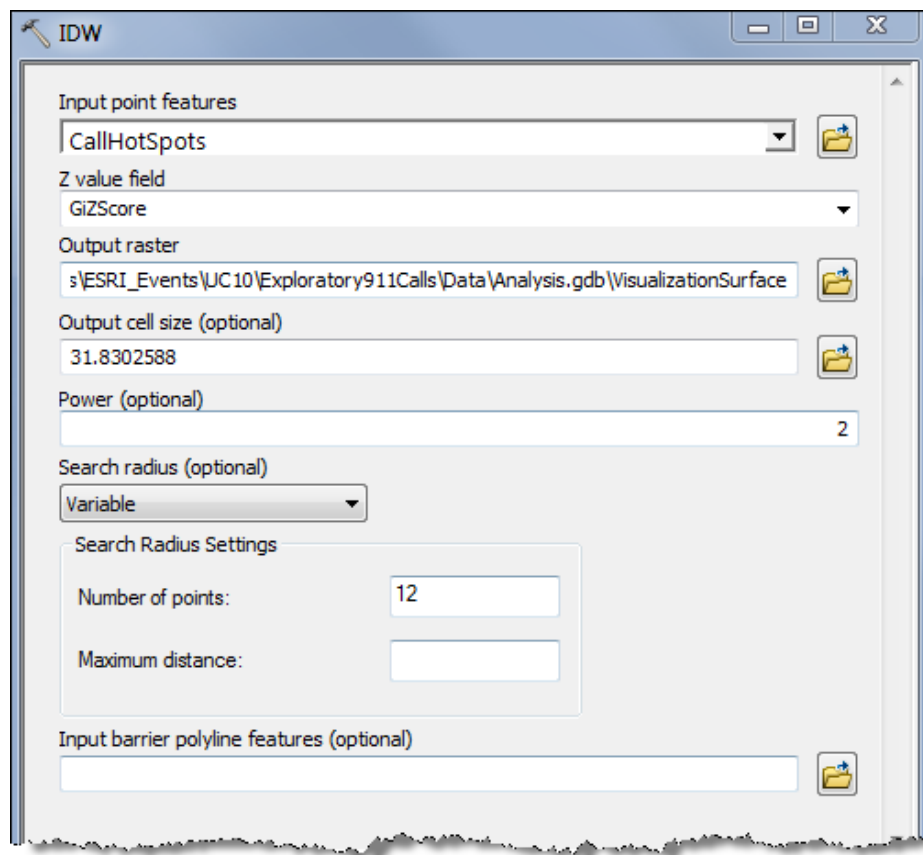 IDW
Input point features
CallHotSpots
Z value field
GiZScore
Output raster
s\ESRI_Events\UC10\Exploratory911Calls\Data\Analysis.gdb\VisualizationSurface
Output cell size (optional)
31.8302588
Power (optional)
2
Search radius (optional)
Variable
Search Radius Settings
Number of points: 12
Maximum distance:
Input barrier polyline features (optional)